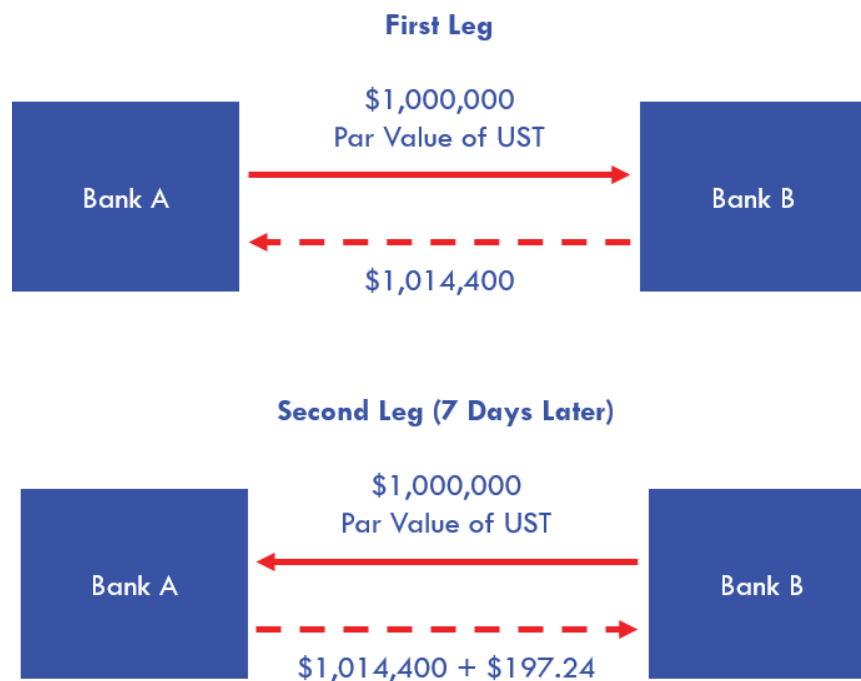 First Leg
$1,000,000
Par Value of UST
Bank A
Bank B
$1,014,400
Second Leg (7 Days Later)
$1,000,000
Par Value of UST
Bank A
Bank B
$1,014,400 + $197.24